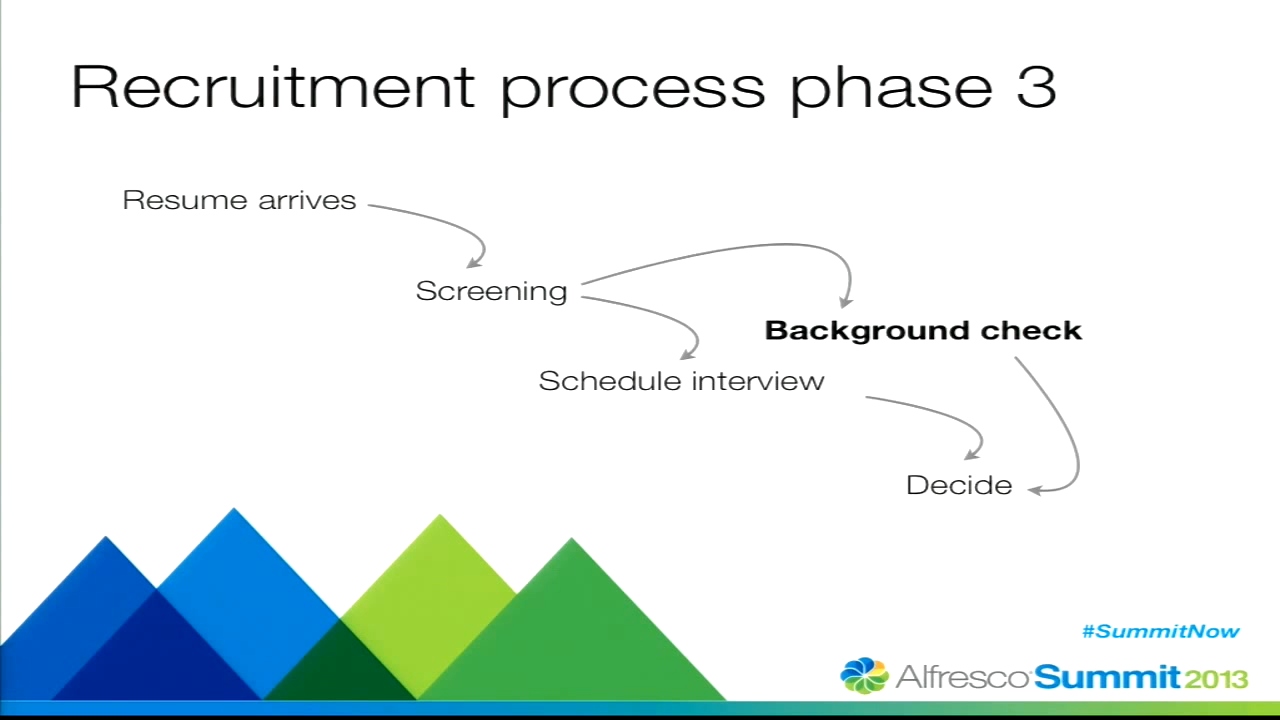 Recruitment process phase 3
Resume arrives
Screening
Background check
Schedule interview
Decide
#SummitNow
Alfresco Summit 2013